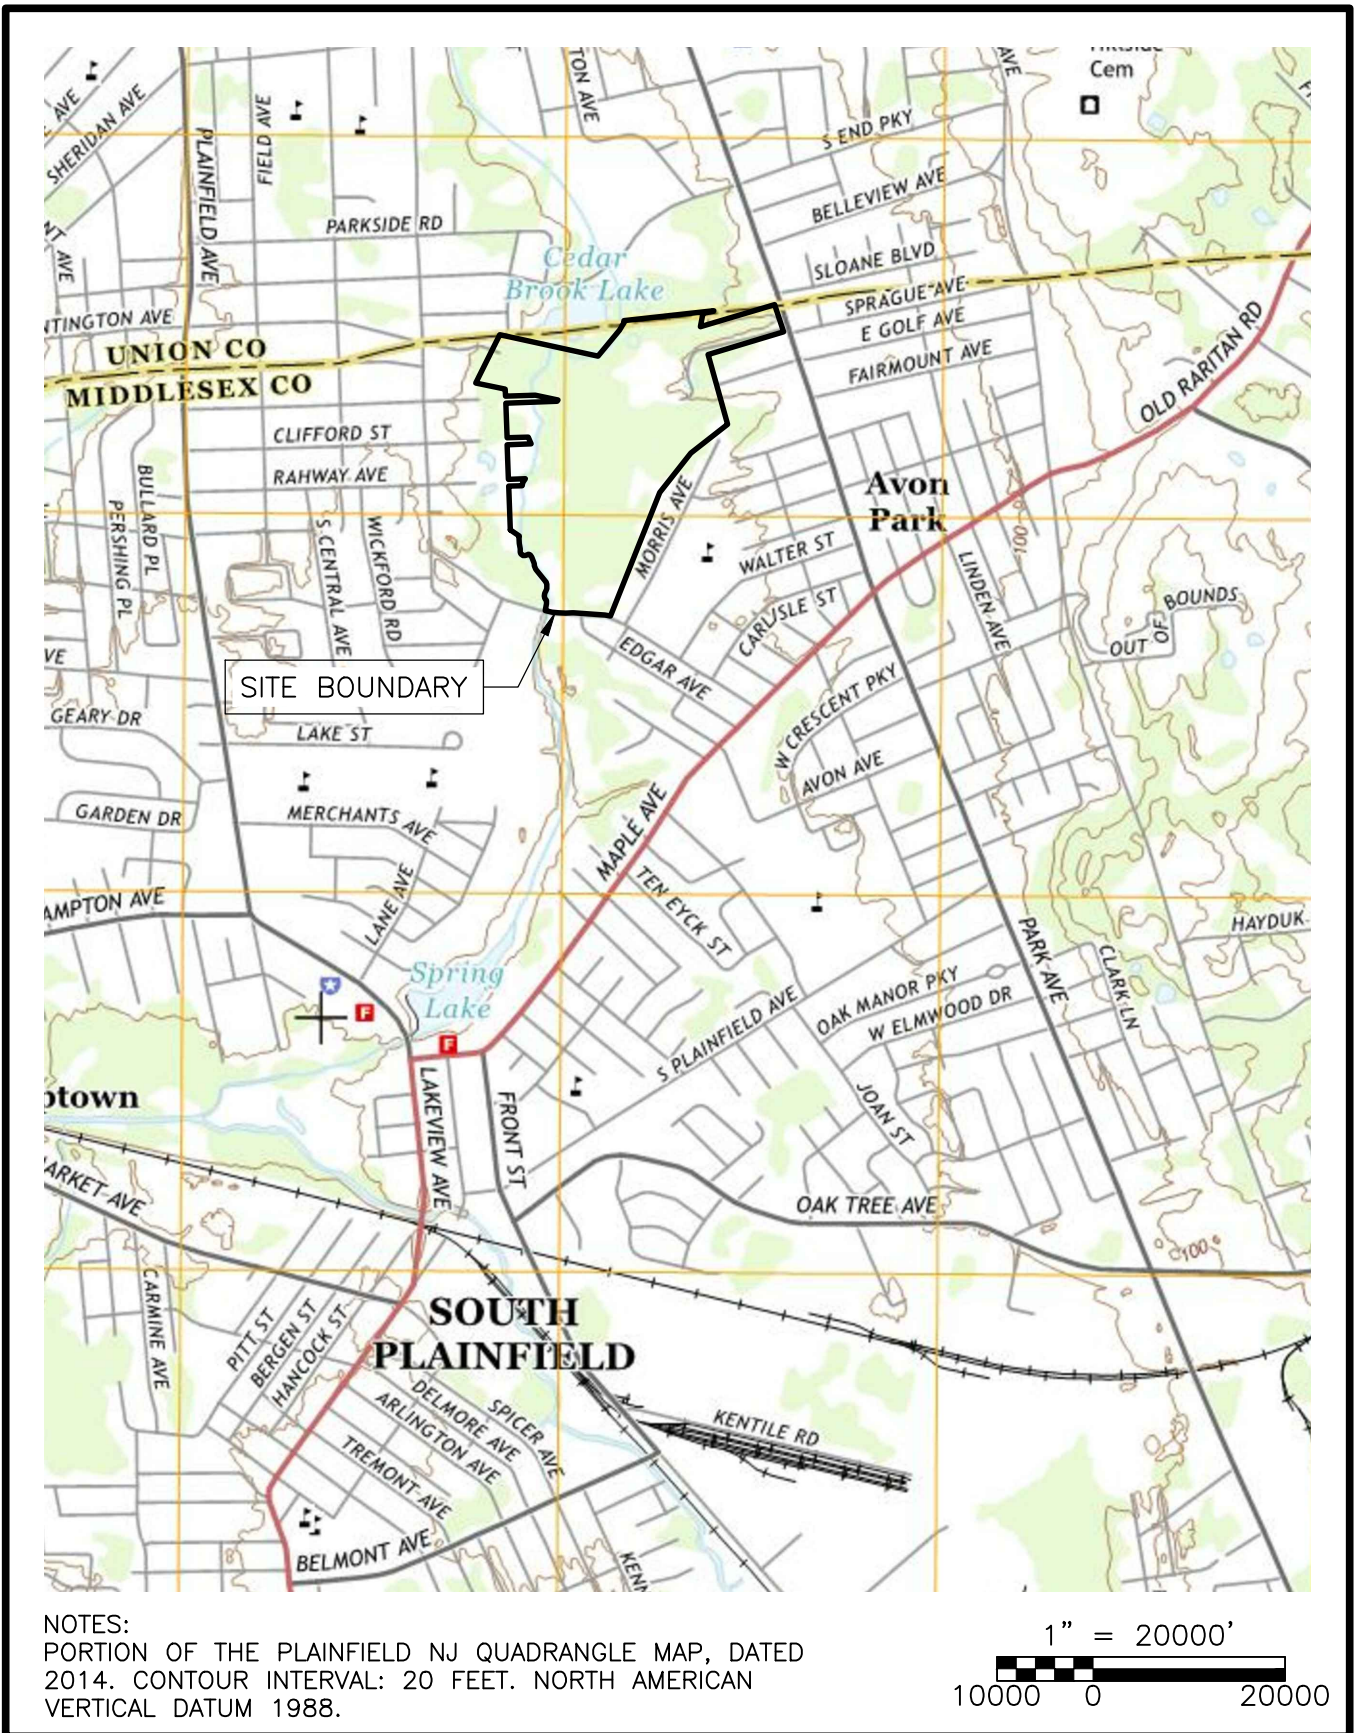 Hillside
Cem
AVE
SHERIDAN AVE
PLAINFIELD AVE
FIELD AVE
TON AVE
AVE
S END PKY
BELLEVIEW AVE
PARKSIDE RD
NT AVE
SLOANE BLVD
Cedar
Brook Lake
SPRAGUE AVE
E GOLF AVE
FAIRMOUNT AVE
OLD RARITAN RD
NTINGTON AVE
UNION CO
MIDDLESEX CO
CLIFFORD ST
RAHWAY AVE
BULLARD PL
PERSHING PL
S CENTRAL AVE
WICKFORD RD
MORRIS AVE
Avon
Park
100
WALTER ST
CARLISLE ST
LINDEN AVE
OUT OF BOUNDS
EDGAR AVE
VE
SITE BOUNDARY
W CRESCENT PKY
AVON AVE
GEARY DR
LAKE ST
GARDEN DR
MERCHANTS AVE
MAPLE AVE
TEN EYCK ST
LANE AVE
AMPTON AVE
HAYDUK
PARK AVE
CLARK LN
Spring
Lake
F
F
S PLAINFIELD AVE
OAK MANOR PKY
W ELMWOOD DR
JOAN ST
ptown
LAKEVIEW AVE
FRONT ST
ARKET AVE
OAK TREE AVE
100
CARMINE AVE
PITT ST
BERGEN ST
HANCOCK ST
SOUTH
PLAINFIELD
DELMORE AVE
SPICER AVE
ARLINGTON AVE
TREMONT AVE
KENTILE RD
BELMONT AVE
KENN
NOTES:
PORTION OF THE PLAINFIELD NJ QUADRANGLE MAP, DATED
2014. CONTOUR INTERVAL: 20 FEET. NORTH AMERICAN
VERTICAL DATUM 1988.
1" = 20000'
10000 0 20000